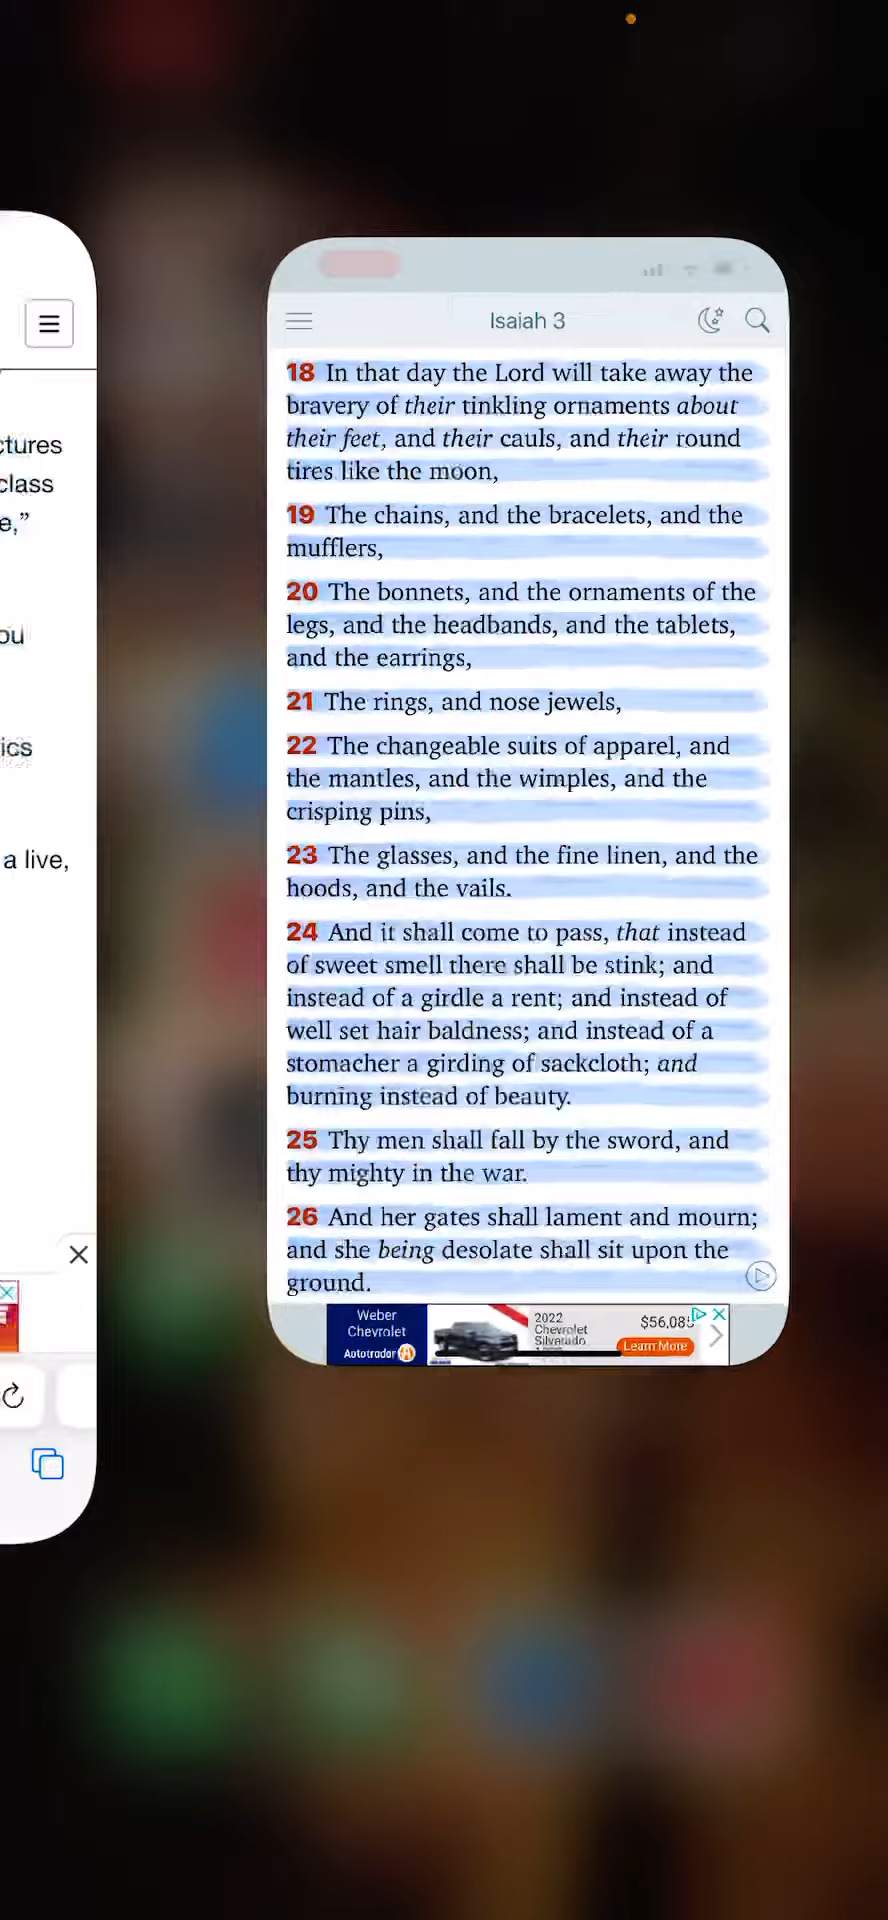 ctures
class
e,”
ou
ics
a live,
Isaiah 3
18 In that day the Lord will take away the
bravery of their tinkling ornaments about
their feet, and their cauls, and their round
tires like the moon,
19 The chains, and the bracelets, and the
mufflers,
20 The bonnets, and the ornaments of the
legs, and the headbands, and the tablets,
and the earrings,
21 The rings, and nose jewels,
22 The changeable suits of apparel, and
the mantles, and the wimples, and the
crisping pins,
23 The glasses, and the fine linen, and the
hoods, and the vails.
24 And it shall come to pass, that instead
of sweet smell there shall be stink; and
instead of a girdle a rent; and instead of
well set hair baldness; and instead of a
stomacher a girding of sackcloth; and
burning instead of beauty.
25 Thy men shall fall by the sword, and
thy mighty in the war.
26 And her gates shall lament and mourn;
and she being desolate shall sit upon the
ground.
Weber
Chevrolet
Autotrader
2022
Chevrolet
Silverado
$56,085
Learn More